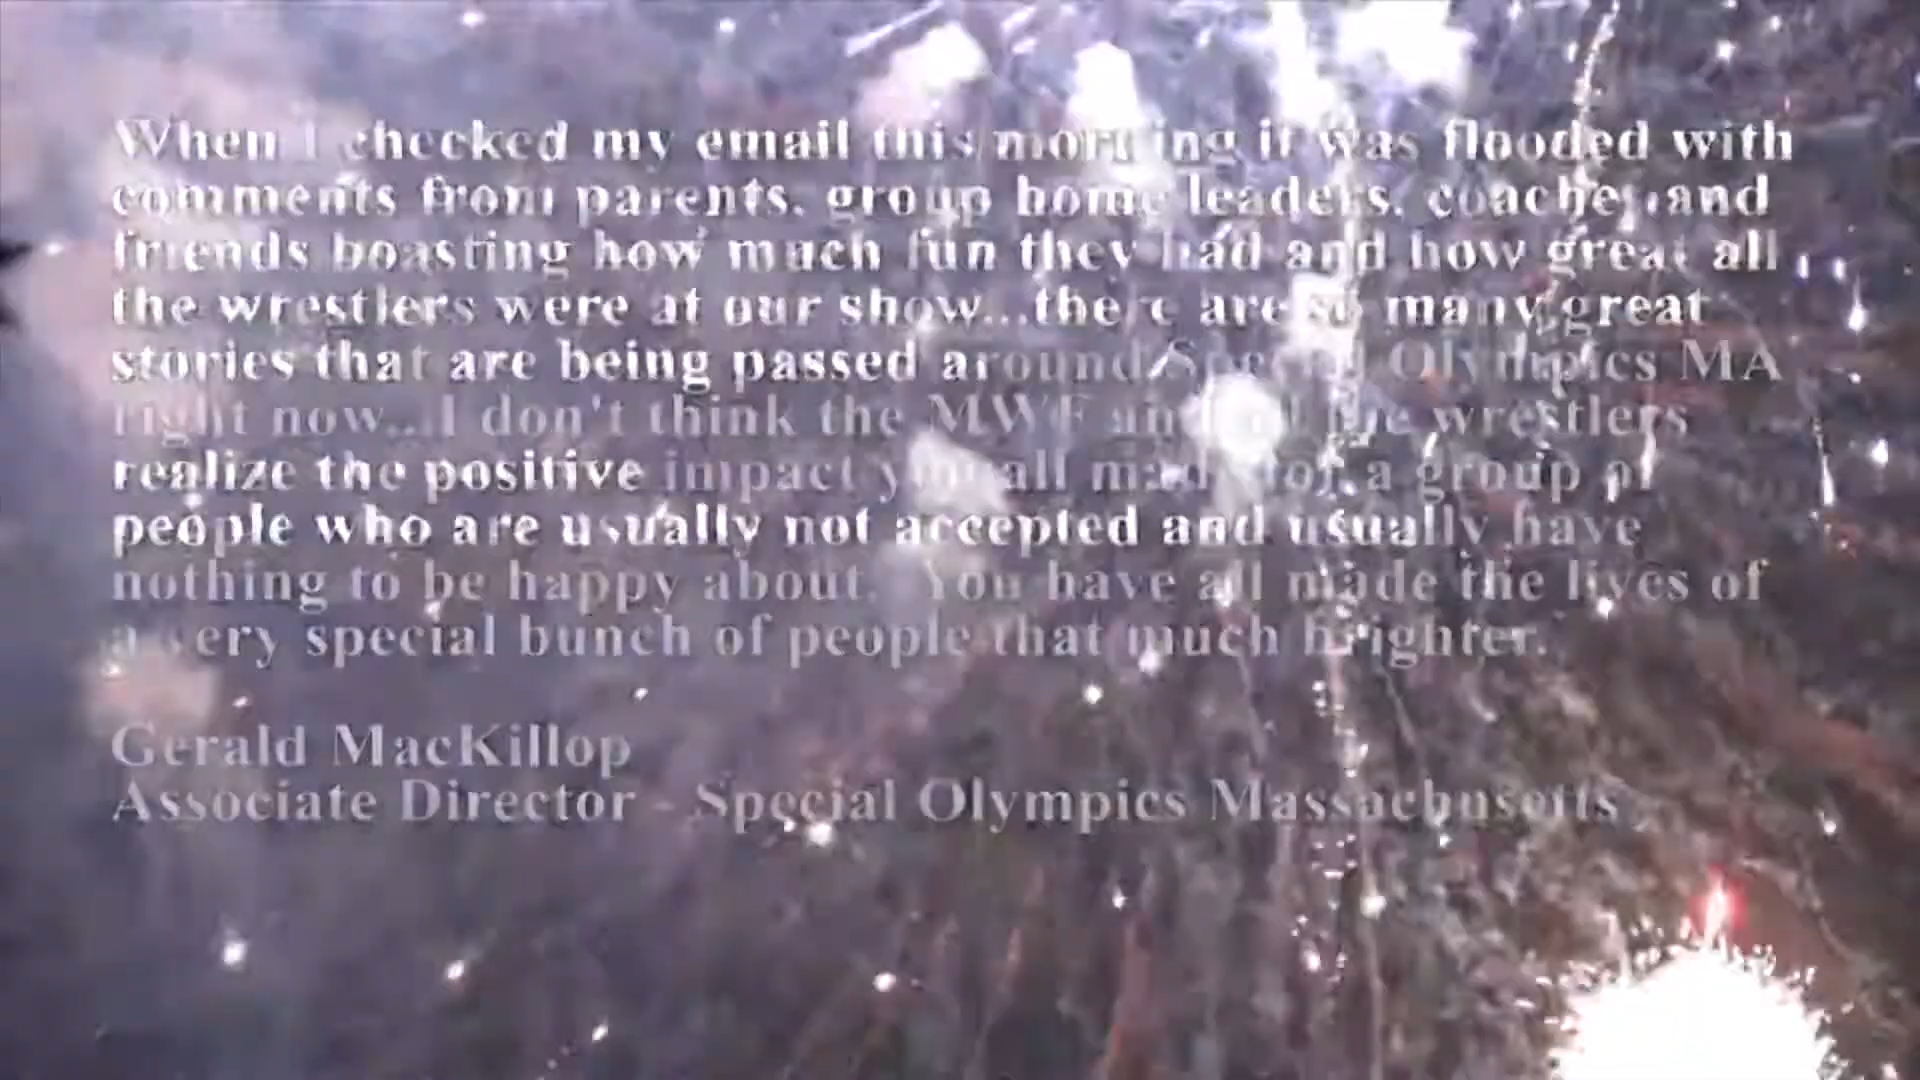 When I checked my email this morning it was flooded with
comments from parents, group home leaders, coaches, and
friends boasting how much fun they had and how great all
the wrestlers were at our show...there are so many great
stories that are being passed around Special Olympics MA
right now...I don't think the MWF and all the wrestlers
realize the positive impact you all made for a group of
people who are usually not accepted and usually have
nothing to be happy about. You have all made the lives of
a very special bunch of people that much brighter.
Gerald MacKillop
Associate Director - Special Olympics Massachusetts